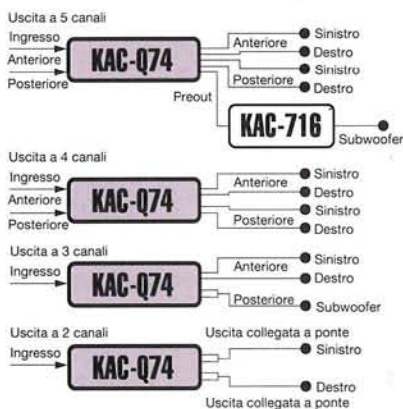 Uscita a 5 canali
Ingresso
Anteriore
Posteriore
KAC-Q74
Anteriore
Sinistro
Destro
Sinistro
Posteriore
Destro
Preout
KAC-716
Subwoofer
Uscita a 4 canali
Ingresso
Anteriore
Posteriore
KAC-Q74
Anteriore
Sinistro
Destro
Sinistro
Posteriore
Destro
Uscita a 3 canali
Ingresso
KAC-Q74
Anteriore
Sinistro
Destro
Posteriore
Subwoofer
Uscita a 2 canali
Ingresso
KAC-Q74
Uscita collegata a ponte
Sinistro
Destro
Uscita collegata a ponte